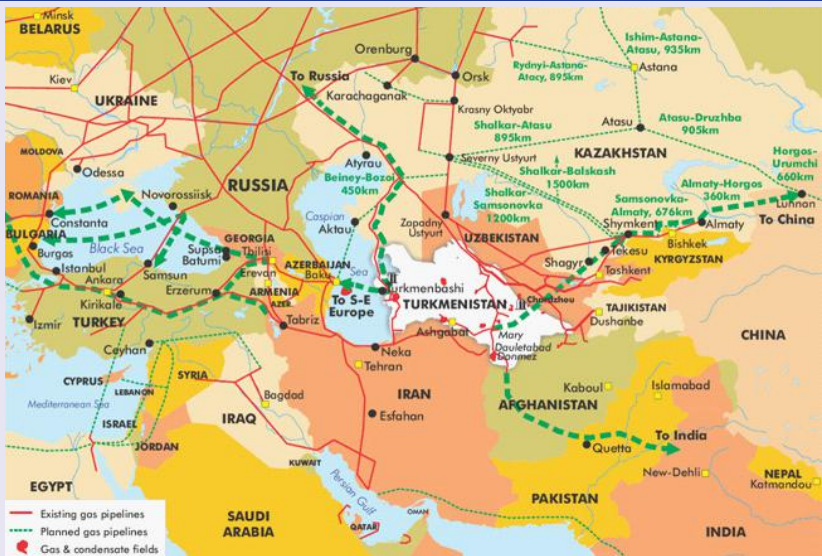 Minsk
BELARUS
Kiev
UKRAINE
MOLDOVA
Odessa
ROMANIA
Constanta
BULGARIA
Burgas
Istanbul
Black Sea
Novorossiisk
RUSSIA
To Russia
Orenburg
Karachaganak
Orsk
Krasny Oktyabr
Rydnyi-Astana-
Atacy, 895km
Ishim-Astana-
Atasu, 935km
Astana
Atasu
Atasu-Druzhba
905km
Shalkar-Atasu
895km
Severny Ustyurt
KAZAKHSTAN
Horgos-
Urumchi
660km
Atyrau
Beiney-Bozoi
450km
Shalkar-Balskash
1500km
Shalkar-
Samsonovka
1200km
Samsonovka-
Almaty, 676km
Almaty-Horgos
360km
Luhnan
To China
Caspian
Sea
Aktau
Zapadny
Ustyurt
UZBEKISTAN
Shymkent
Almaty
Bishkek
KYRGYZSTAN
Tekesu
Shagyr
Tashkent
Supsa
Batumi
GEORGIA
Tbilisi
Erevan
ARMENIA
AZER.
AZERBAIJAN
Baku
To S-E
Europe
Turkmenbashi
TURKMENISTAN
Chardzhou
TAJIKISTAN
Dushanbe
CHINA
Ankara
Kirikale
Samsun
Erzerum
Izmir
TURKEY
Tabriz
Ashgabat
Mary
Dauletabad
Donmez
Ceyhan
Neka
Tehran
CYPRUS
LEBANON
SYRIA
Mediterranean Sea
ISRAEL
JORDAN
Bagdad
IRAQ
IRAN
Esfahan
AFGHANISTAN
Kaboul
Islamabad
To India
Quetta
New-Dehli
NEPAL
Katmandou
EGYPT
KUWAIT
Persian Gulf
SAUDI
ARABIA
QATAR
OMAN
PAKISTAN
INDIA
Existing gas pipelines
Planned gas pipelines
Gas & condensate fields